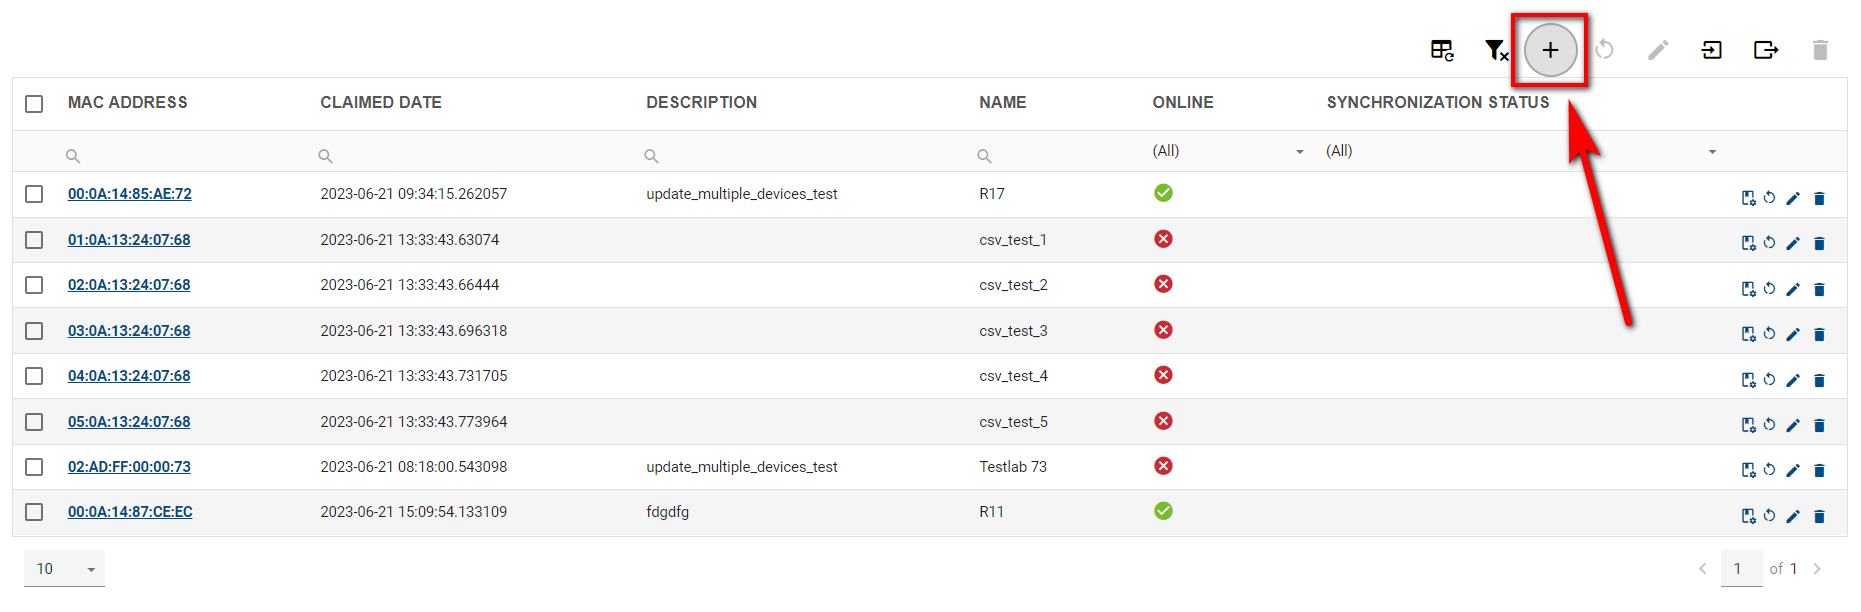 MAC ADDRESS CLAIMED DATE DESCRIPTION NAME ONLINE SYNCHRONIZATION STATUS
(All) (All)
00:0A:14:85:AE:72 2023-06-21 09:34:15.262057 update_multiple_devices_test R17
01:0A:13:24:07:68 2023-06-21 13:33:43.63074 csv_test_1
02:0A:13:24:07:68 2023-06-21 13:33:43.66444 csv_test_2
03:0A:13:24:07:68 2023-06-21 13:33:43.696318 csv_test_3
04:0A:13:24:07:68 2023-06-21 13:33:43.731705 csv_test_4
05:0A:13:24:07:68 2023-06-21 13:33:43.773964 csv_test_5
02:AD:FF:00:00:73 2023-06-21 08:18:00.543098 update_multiple_devices_test Testlab 73
00:0A:14:87:CE:EC 2023-06-21 15:09:54.133109 fdgdfg R11
10 1 of 1